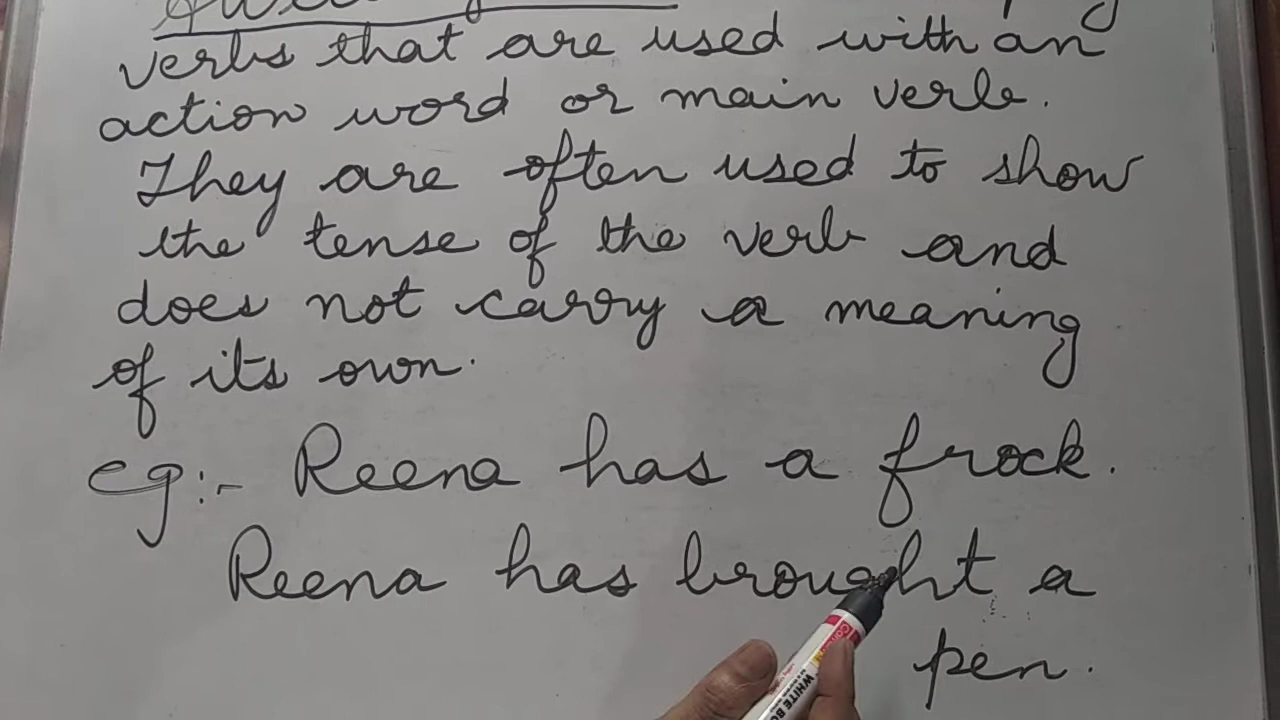 verbs that are used with an
action word or main verb.
They are often used to show
the tense of the verb and
does not carry a meaning
of its own.
eg:- Reena has a frock.
Reena has brought a
pen.
WHITE BO